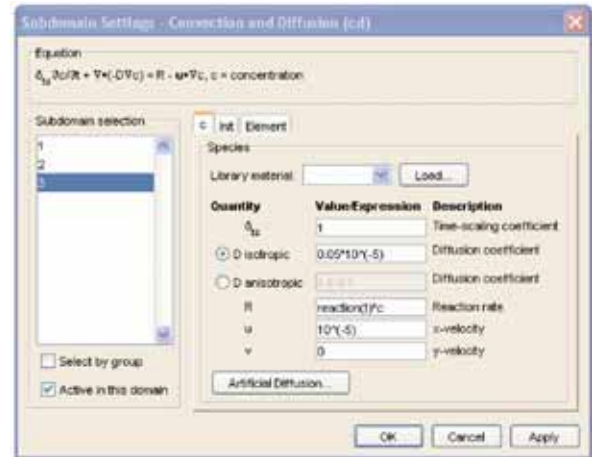 Subdomain Settings - Convection and Diffusion (cd)
Equation
δts ∂c/∂t + ∇•(-D∇c) = R - u•∇c, c = concentration
Subdomain selection
1
2
3
Select by group
Active in this domain
c Init Element
Species
Library material: Load...
Quantity Value/Expression Description
δts 1 Time-scaling coefficient
D isotropic 0.05*10^(-5) Diffusion coefficient
D anisotropic Diffusion coefficient
R reaction(t)*c Reaction rate
u 10^(-5) x-velocity
v 0 y-velocity
Artificial Diffusion...
OK Cancel Apply